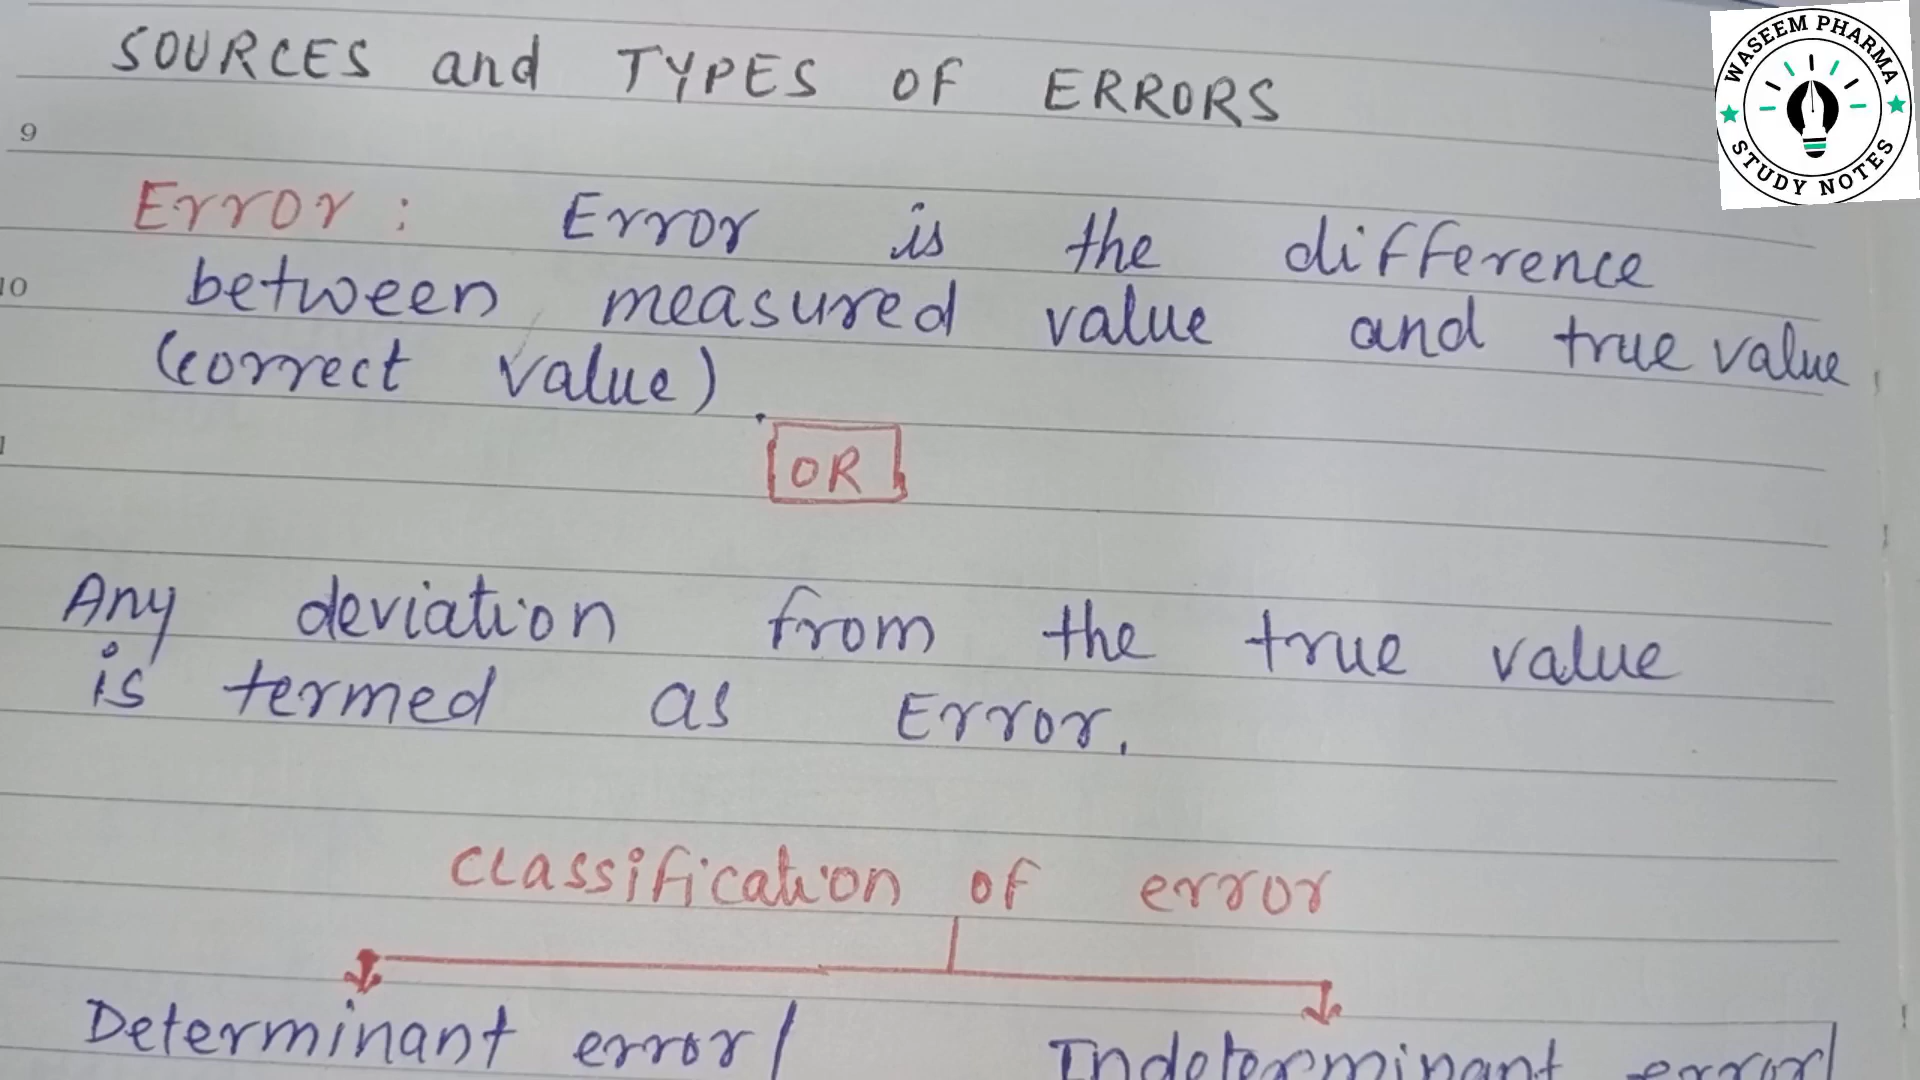 SOURCES and TYPES OF ERRORS
WASEEM PHARMA
STUDY NOTES
9
Error : Error is the difference
10
between measured value and true value
(correct value).
OR
Any deviation from the true value
is termed as Error.
Classification of error
Determinant error/
Indeterminant error/